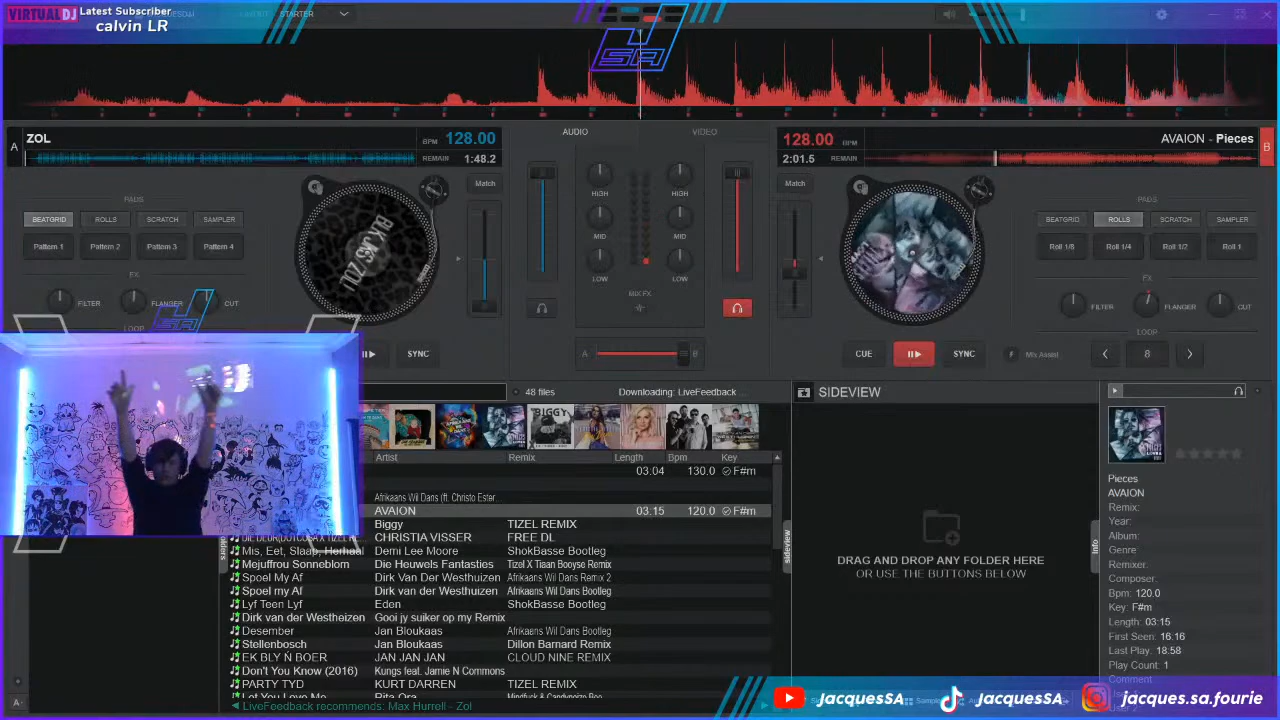 VIRTUALDJ
Latest Subscriber
calvin LR
STARTER
A
ZOL
BPM 128.00
REMAIN 1:48.2
AUDIO
VIDEO
128.00 BPM
2:01.5 REMAIN
AVAION - Pieces
B
PADS
BEATGRID ROLLS SCRATCH SAMPLER
Pattern 1 Pattern 2 Pattern 3 Pattern 4
FX
FILTER FLANGER CUT
LOOP
Match
HIGH HIGH
MID MID
LOW LOW
MIX FX
A B
Match
PADS
BEATGRID ROLLS SCRATCH SAMPLER
Roll 1/8 Roll 1/4 Roll 1/2 Roll 1
FX
FILTER FLANGER CUT
LOOP
SYNC
CUE SYNC Mix Assist 8
48 files Downloading: LiveFeedback
SIDEVIEW
Artist Remix Length Bpm Key
03:04 130.0 F#m
Afrikaans Wil Dans (ft. Christo Ester...
AVAION 03:15 120.0 F#m
Biggy TIZEL REMIX
CHRISTIA VISSER FREE DL
Mis, Eet, Slaap, Herhaal Demi Lee Moore ShokBasse Bootleg
Mejuffrou Sonneblom Die Heuwels Fantasties Tizel X Tiaan Booyse Remix
Spoel My Af Dirk Van Der Westhuizen Afrikaans Wil Dans Remix 2
Spoel my Af Dirk van der Westhuizen ShokBasse Bootleg
Lyf Teen Lyf Eden ShokBasse Bootleg
Dirk van der Westheizen Gooi jy suiker op my Remix
Desember Jan Bloukaas Afrikaans Wil Dans Bootleg
Stellenbosch Jan Bloukaas Dillon Barnard Remix
EK BLY N BOER JAN JAN JAN CLOUD NINE REMIX
Don't You Know (2016) Kungs feat. Jamie N Commons
PARTY TYD KURT DARREN TIZEL REMIX
Let You Love Me Rita Ora
LiveFeedback recommends: Max Hurrell - Zol
sideview
DRAG AND DROP ANY FOLDER HERE
OR USE THE BUTTONS BELOW
Info
Pieces
AVAION
Remix:
Year:
Album:
Genre:
Remixer:
Composer:
Bpm: 120.0
Key: F#m
Length: 03:15
First Seen: 16:16
Last Play: 18:58
Play Count: 1
Comment:
JacquesSA
JacquesSA
jacques.sa.fourie